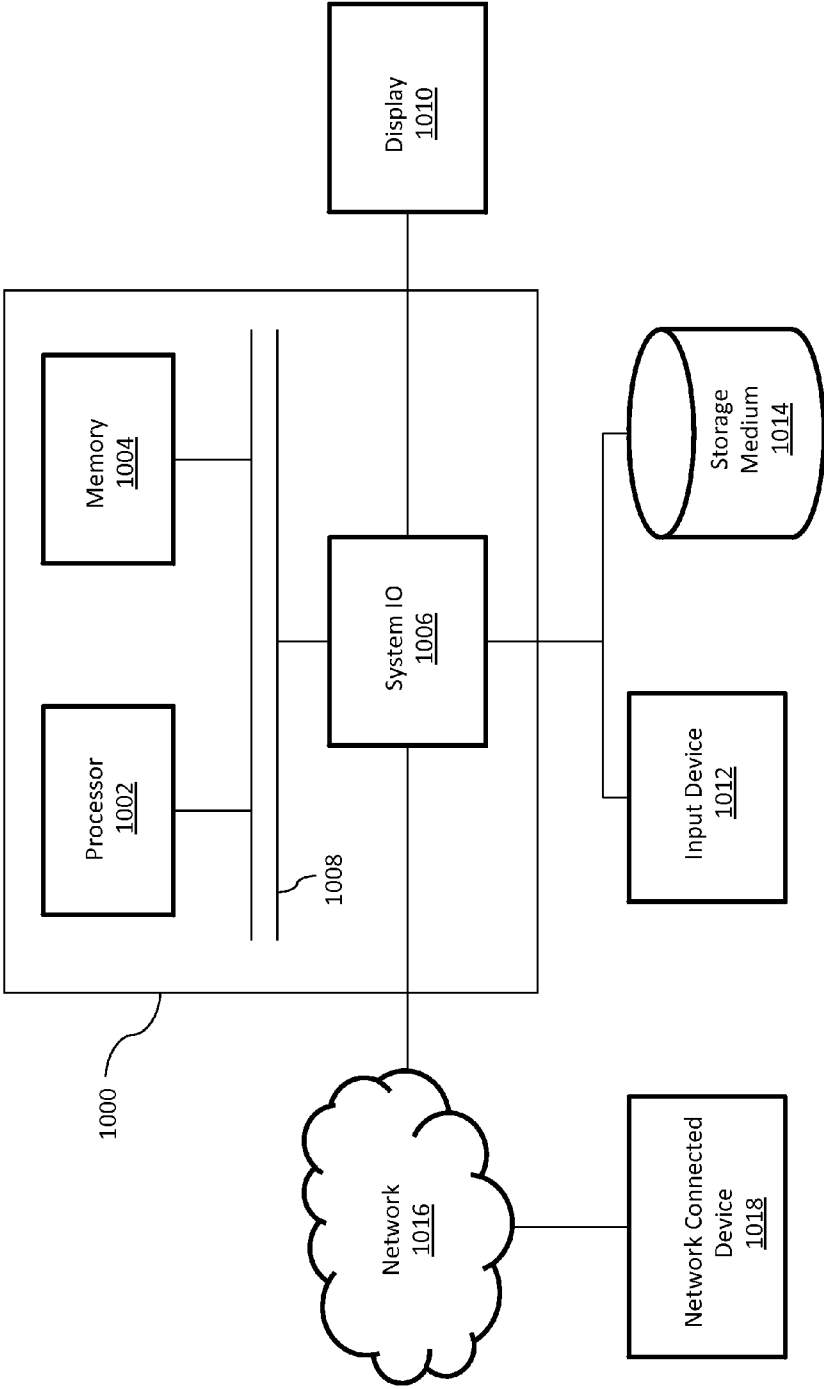 1000
Processor
1002
Memory
1004
1008
System IO
1006
Display
1010
Network
1016
Network Connected
Device
1018
Input Device
1012
Storage
Medium
1014